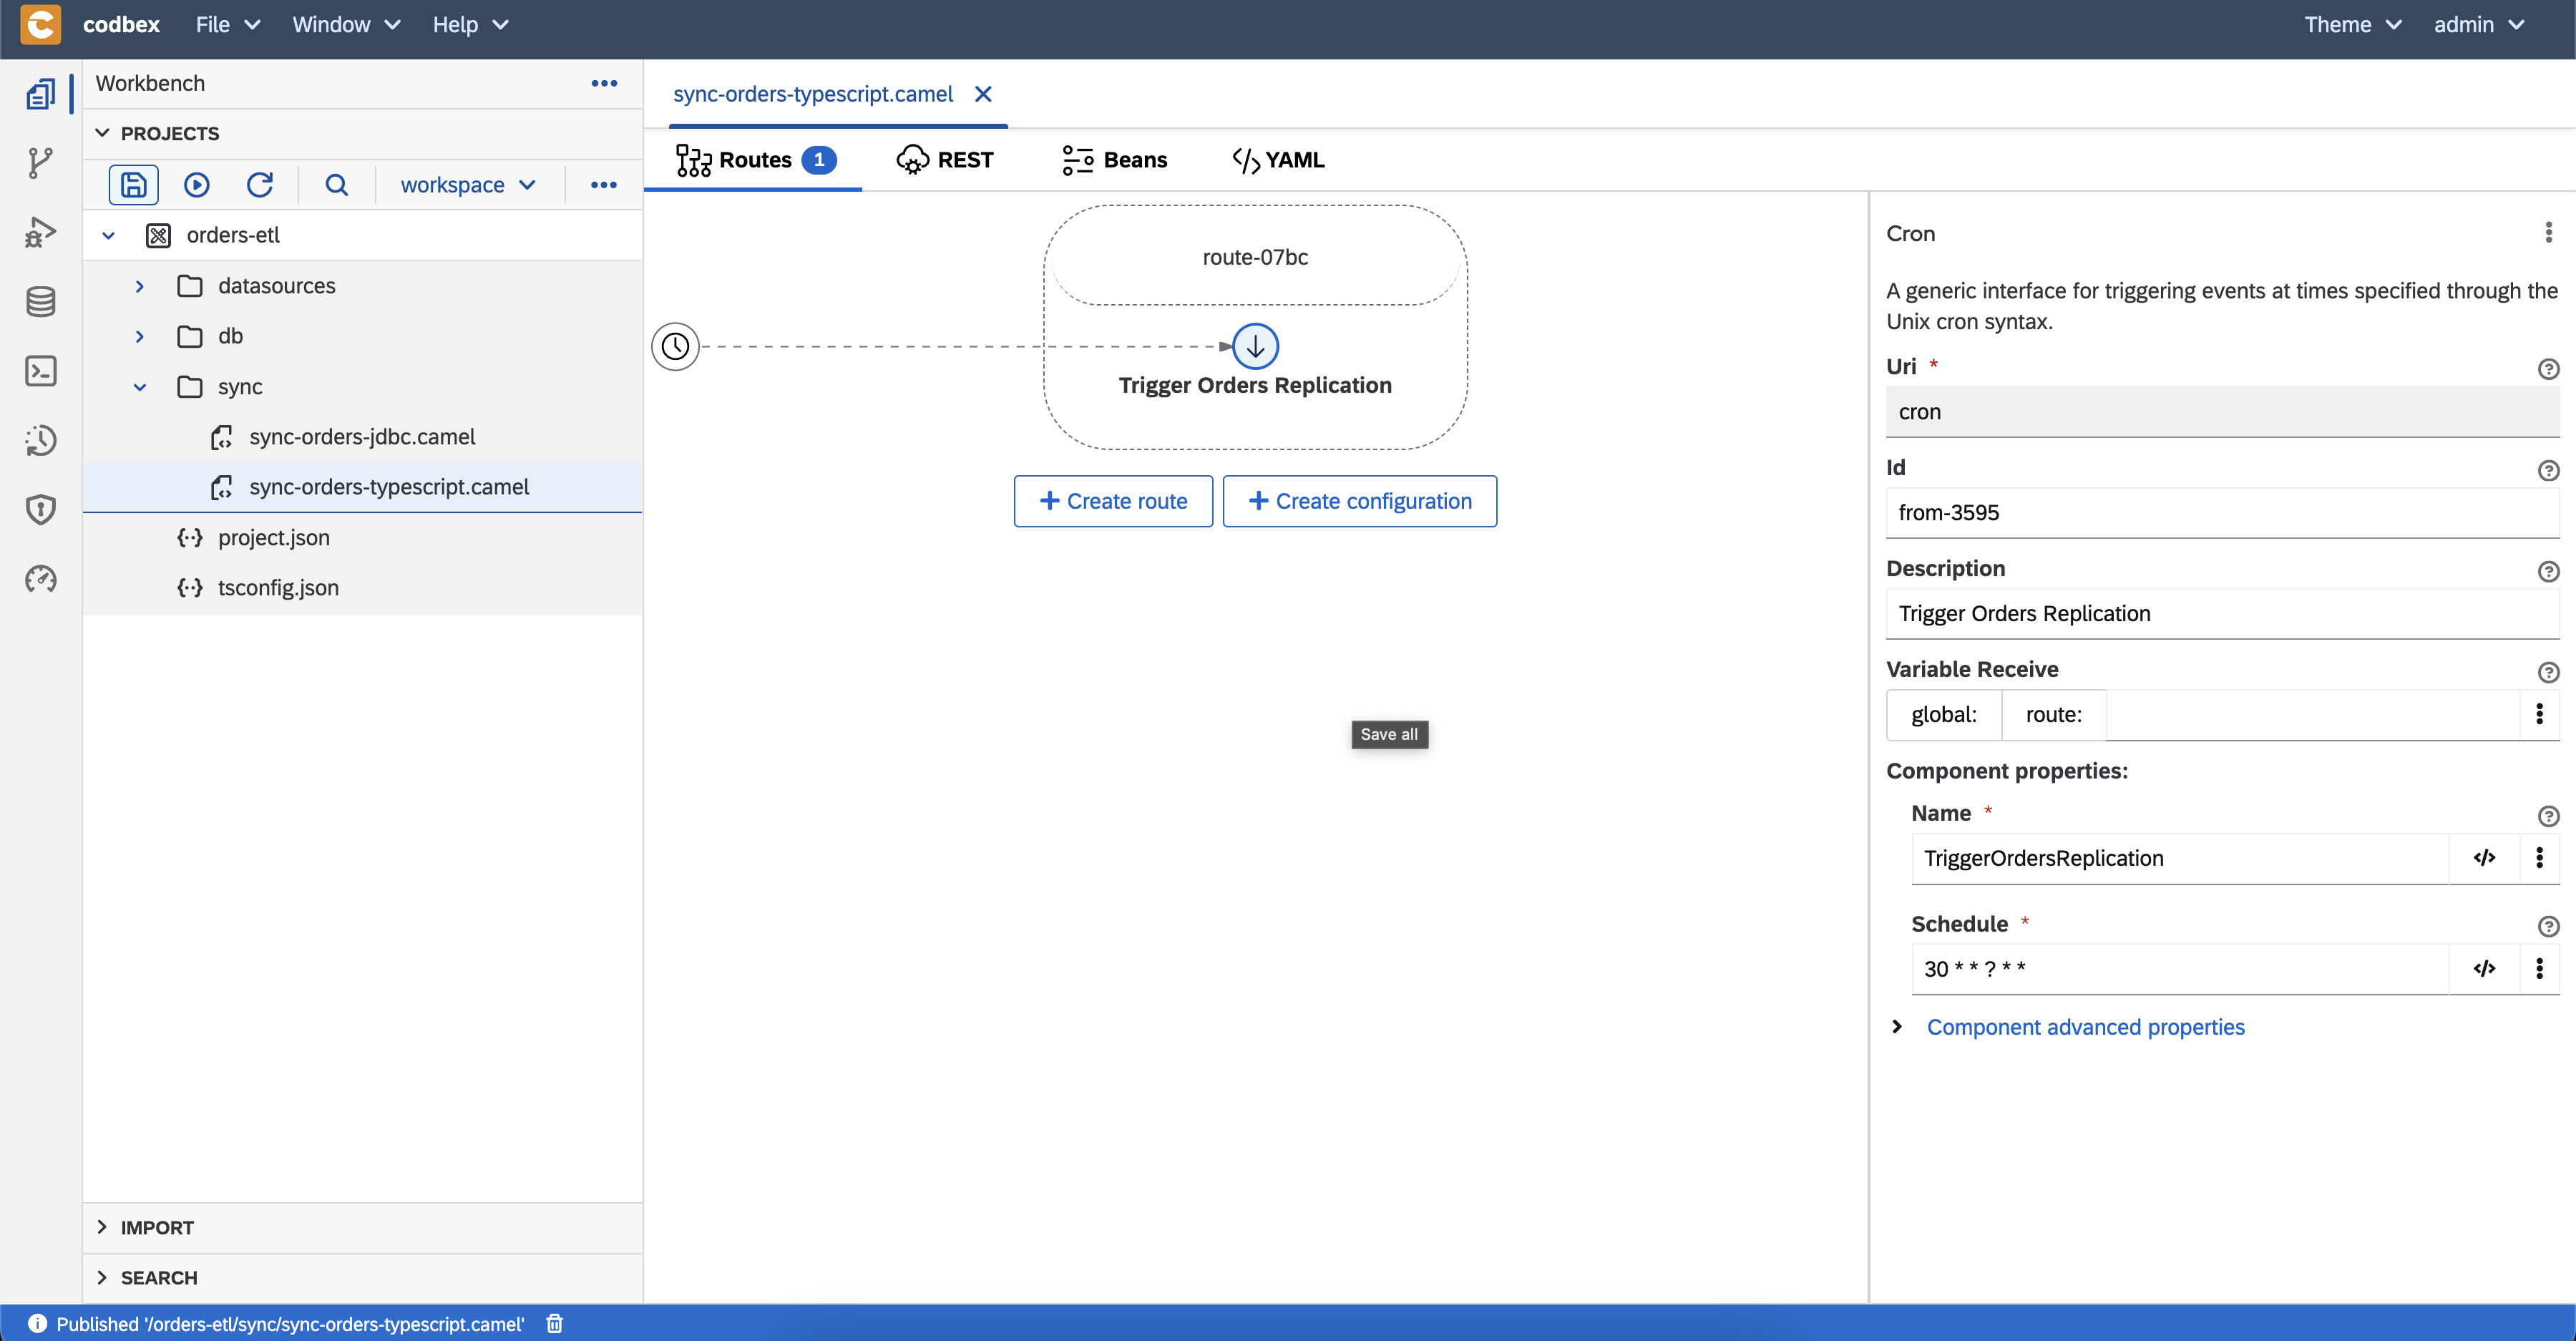 codbex File Window Help Theme admin
Workbench
PROJECTS
workspace
orders-etl
datasources
db
sync
sync-orders-jdbc.camel
sync-orders-typescript.camel
project.json
tsconfig.json
IMPORT
SEARCH
sync-orders-typescript.camel
Routes 1 REST Beans YAML
route-07bc
Trigger Orders Replication
Create route Create configuration
Save all
Cron
A generic interface for triggering events at times specified through the
Unix cron syntax.
Uri *
cron
Id
from-3595
Description
Trigger Orders Replication
Variable Receive
global: route:
Component properties:
Name *
TriggerOrdersReplication
Schedule *
30 * * ? * *
Component advanced properties
Published '/orders-etl/sync/sync-orders-typescript.camel'